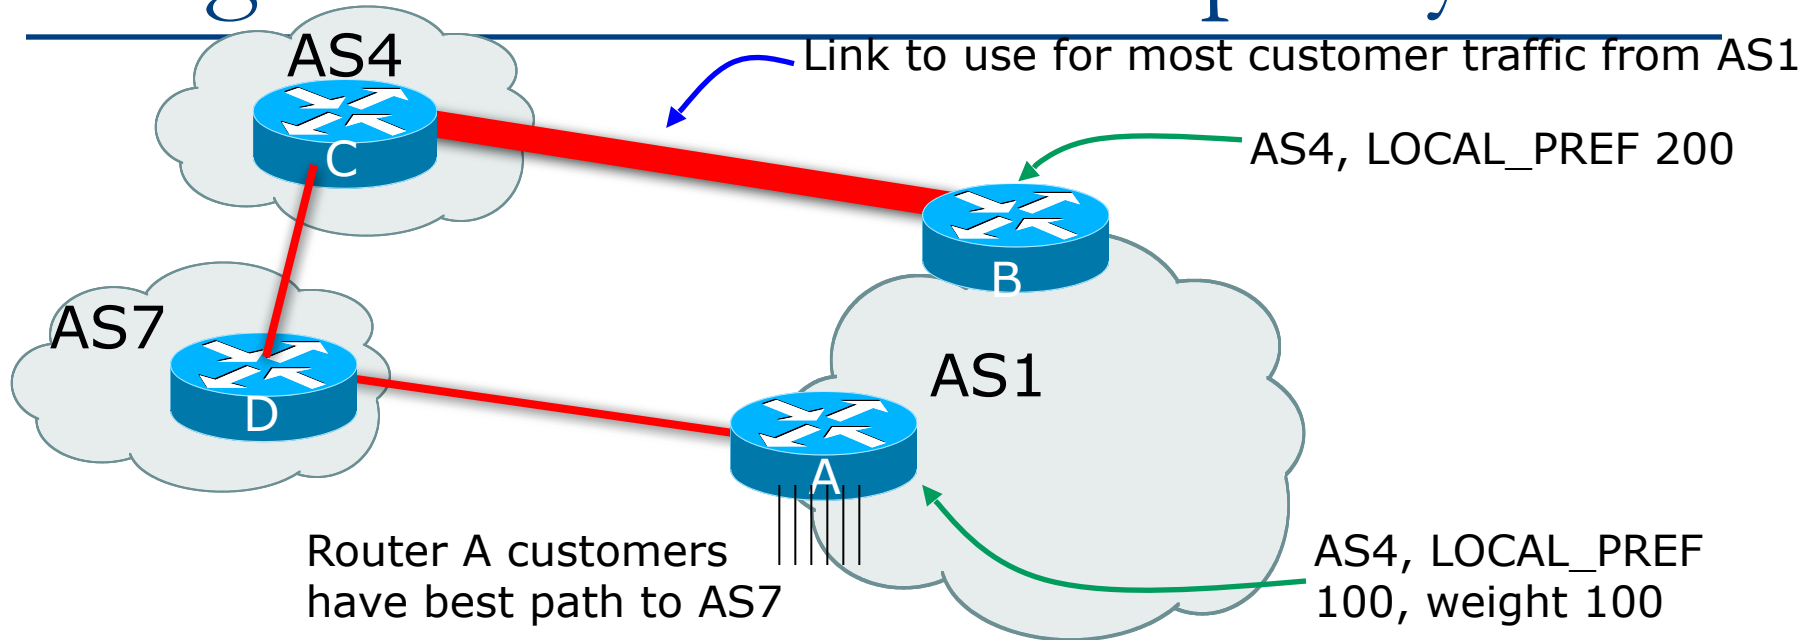 AS4
Link to use for most customer traffic from AS1
C
AS4, LOCAL_PREF 200
B
AS7
D
AS1
A
Router A customers
have best path to AS7
AS4, LOCAL_PREF
100, weight 100